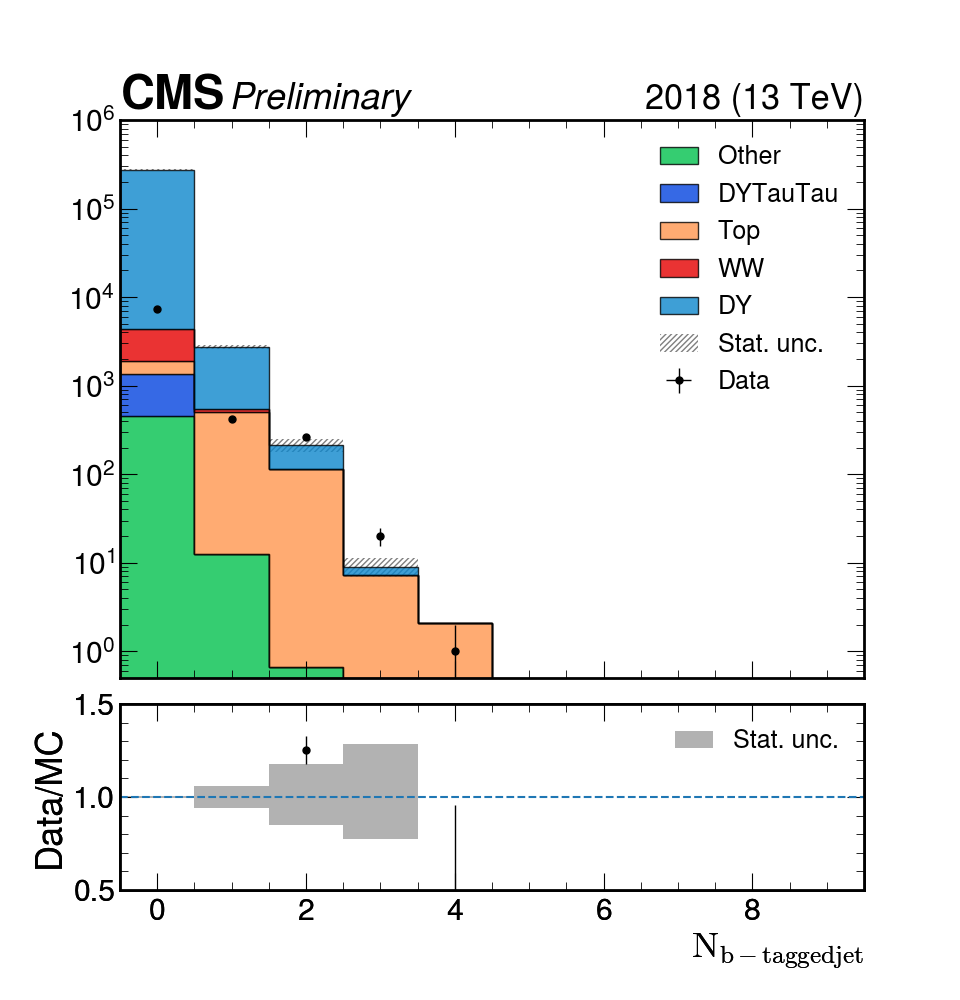 CMS Preliminary 2018 (13 TeV)
10^6
10^5
10^4
10^3
10^2
10^1
10^0
Other
DYTauTau
Top
WW
DY
Stat. unc.
Data
1.5
1.0
0.5
Data/MC
Stat. unc.
0 2 4 6 8
N_{b-taggedjet}